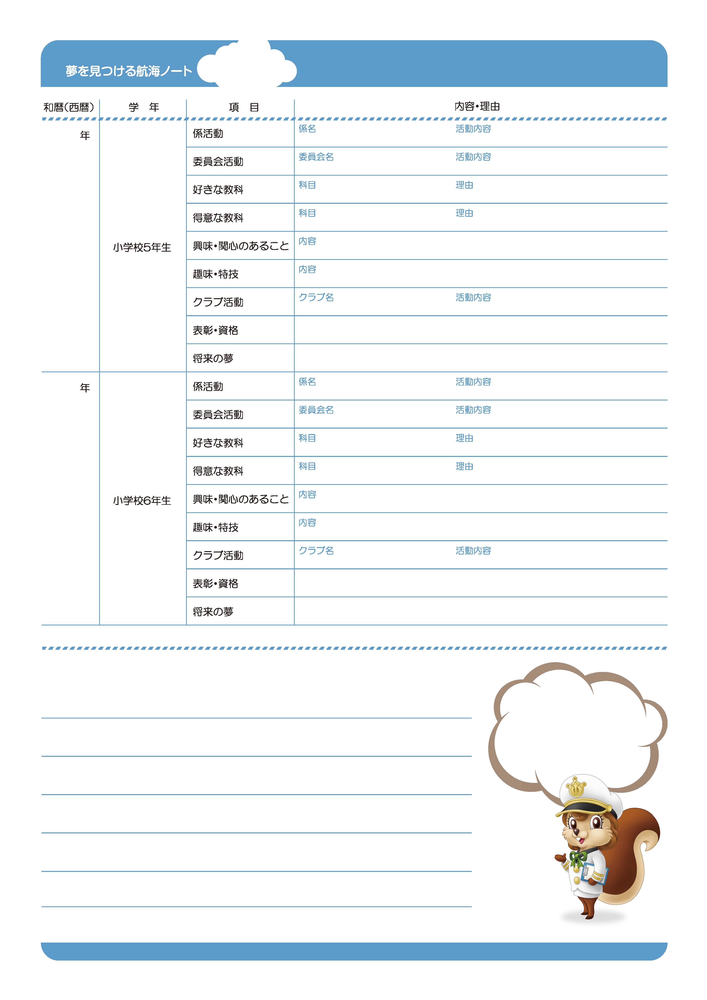 夢を見つける航海ノート
和暦(西暦) 学　年 項　目 内容・理由
年 小学校5年生
係活動 係名 活動内容
委員会活動 委員会名 活動内容
好きな教科 科目 理由
得意な教科 科目 理由
興味・関心のあること 内容
趣味・特技 内容
クラブ活動 クラブ名 活動内容
表彰・資格
将来の夢
年 小学校6年生
係活動 係名 活動内容
委員会活動 委員会名 活動内容
好きな教科 科目 理由
得意な教科 科目 理由
興味・関心のあること 内容
趣味・特技 内容
クラブ活動 クラブ名 活動内容
表彰・資格
将来の夢